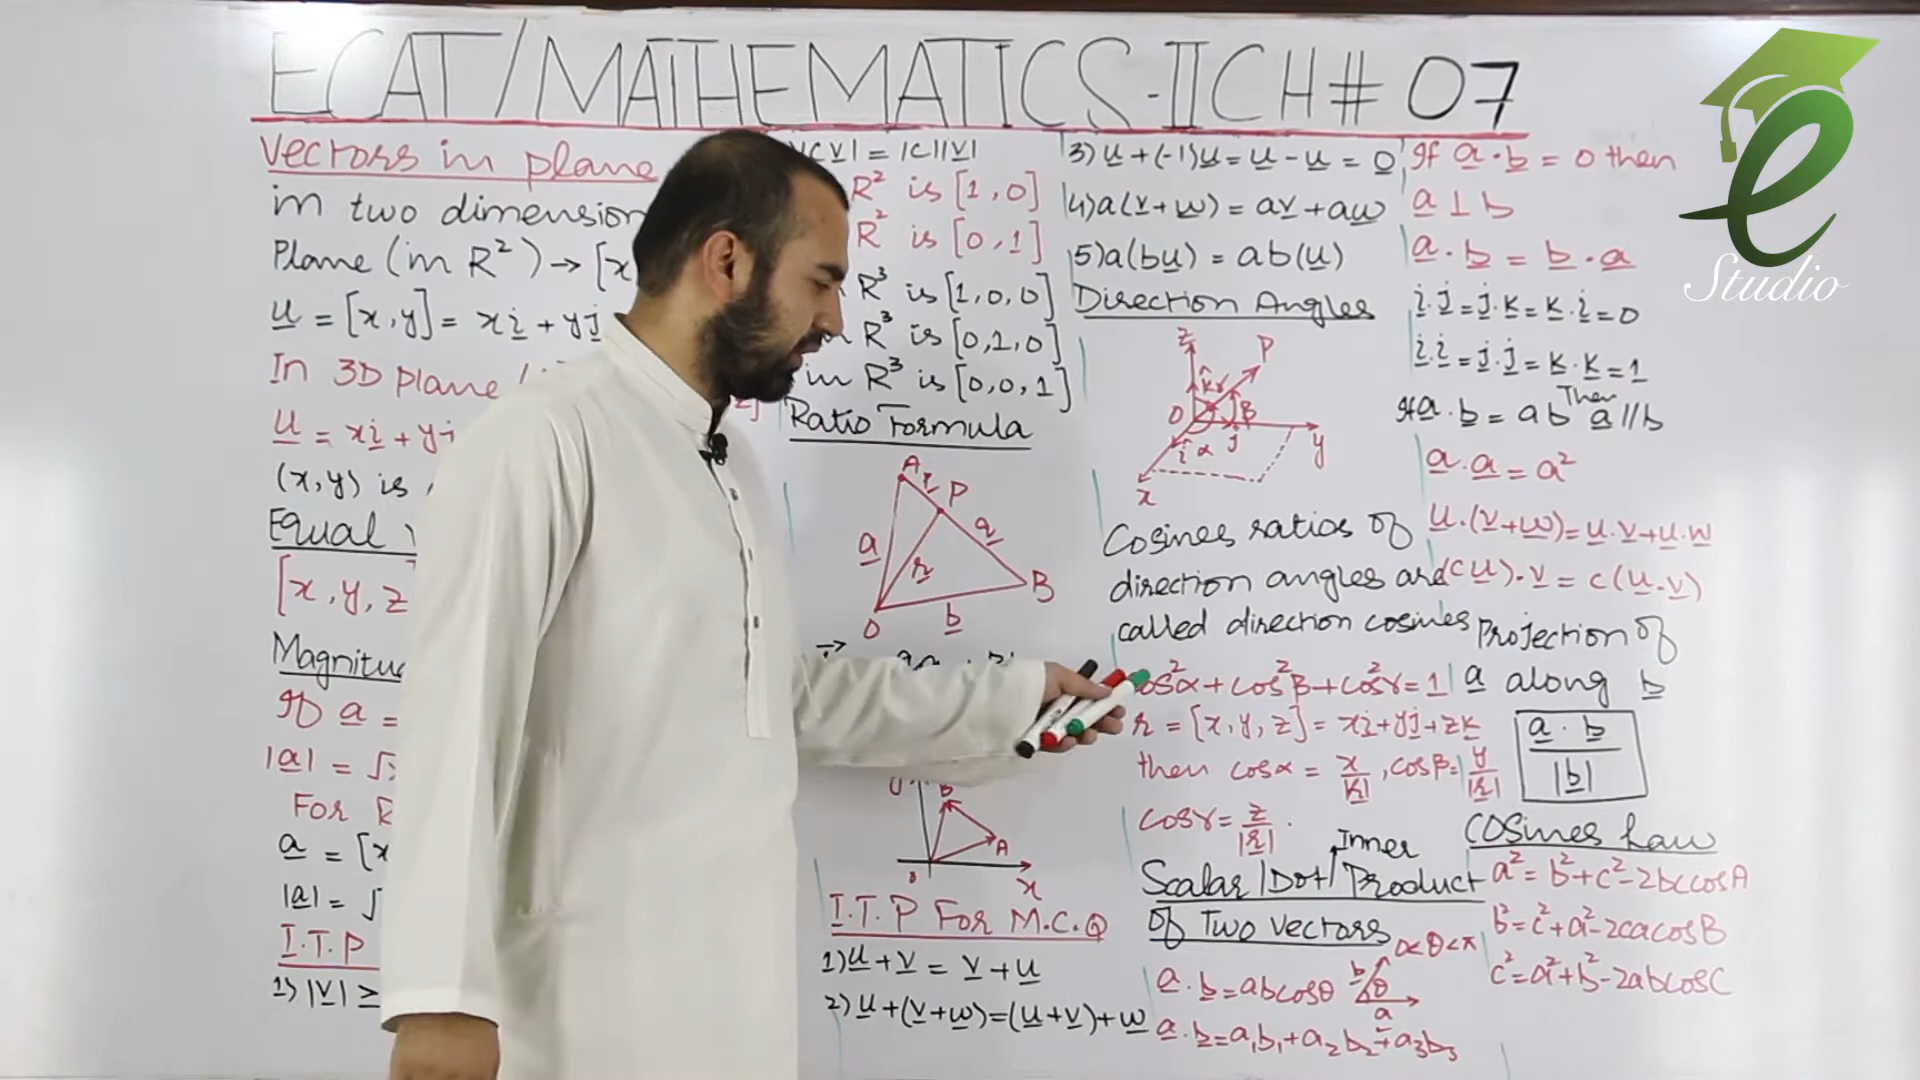 ECAT/MATHEMATICS-II CH# 07
Vectors in plane
in two dimension
Plane (in R²) → [x
u = [x,y] = xi + yj
In 3D plane
u = xi + yj
(x,y) is
Equal
[x, y, z
Magnitu
If a =
|a| = √
For R
a = [x
|a| = √
I.T.P
1) |v| ≥
|cv| = |c||v|
R² is [1,0]
R² is [0,1]
R³ is [1,0,0]
R³ is [0,1,0]
in R³ is [0,0,1]
Ratio Formula
A
P
a
r
q
B
b
O
B
A
x
I.T.P For M.C.Q
1) u + v = v + u
2) u + (v + w) = (u + v) + w
3) u + (-1)u = u - u = 0
4) a(v + w) = av + aw
5) a(bu) = ab(u)
Direction Angles
z
P
k γ
O
β
i α j
y
x
Cosines ratios of
direction angles are
called direction cosines
cos²α + cos²β + cos²γ = 1
r = [x, y, z] = xi + yj + zk
then cosα = x/|r| , cosβ = y/|r|
cosγ = z/|r| .
Inner
Scalar/Dot/Product
Of Two vectors
0<θ<π
a . b = abcosθ
b
θ
a
a . b = a₁b₁ + a₂b₂ + a₃b₃
If a . b = 0 then
a ⊥ b
a . b = b . a
i.j = j.k = k.i = 0
i.i = j.j = k.k = 1
If a . b = ab Then a // b
a . a = a²
u.(v+w) = u.v + u.w
(cu).v = c(u.v)
Projection of
a along b
a . b
|b|
Cosines Law
a² = b² + c² - 2bc cosA
b² = c² + a² - 2ca cosB
c² = a² + b² - 2ab cosC
e
Studio